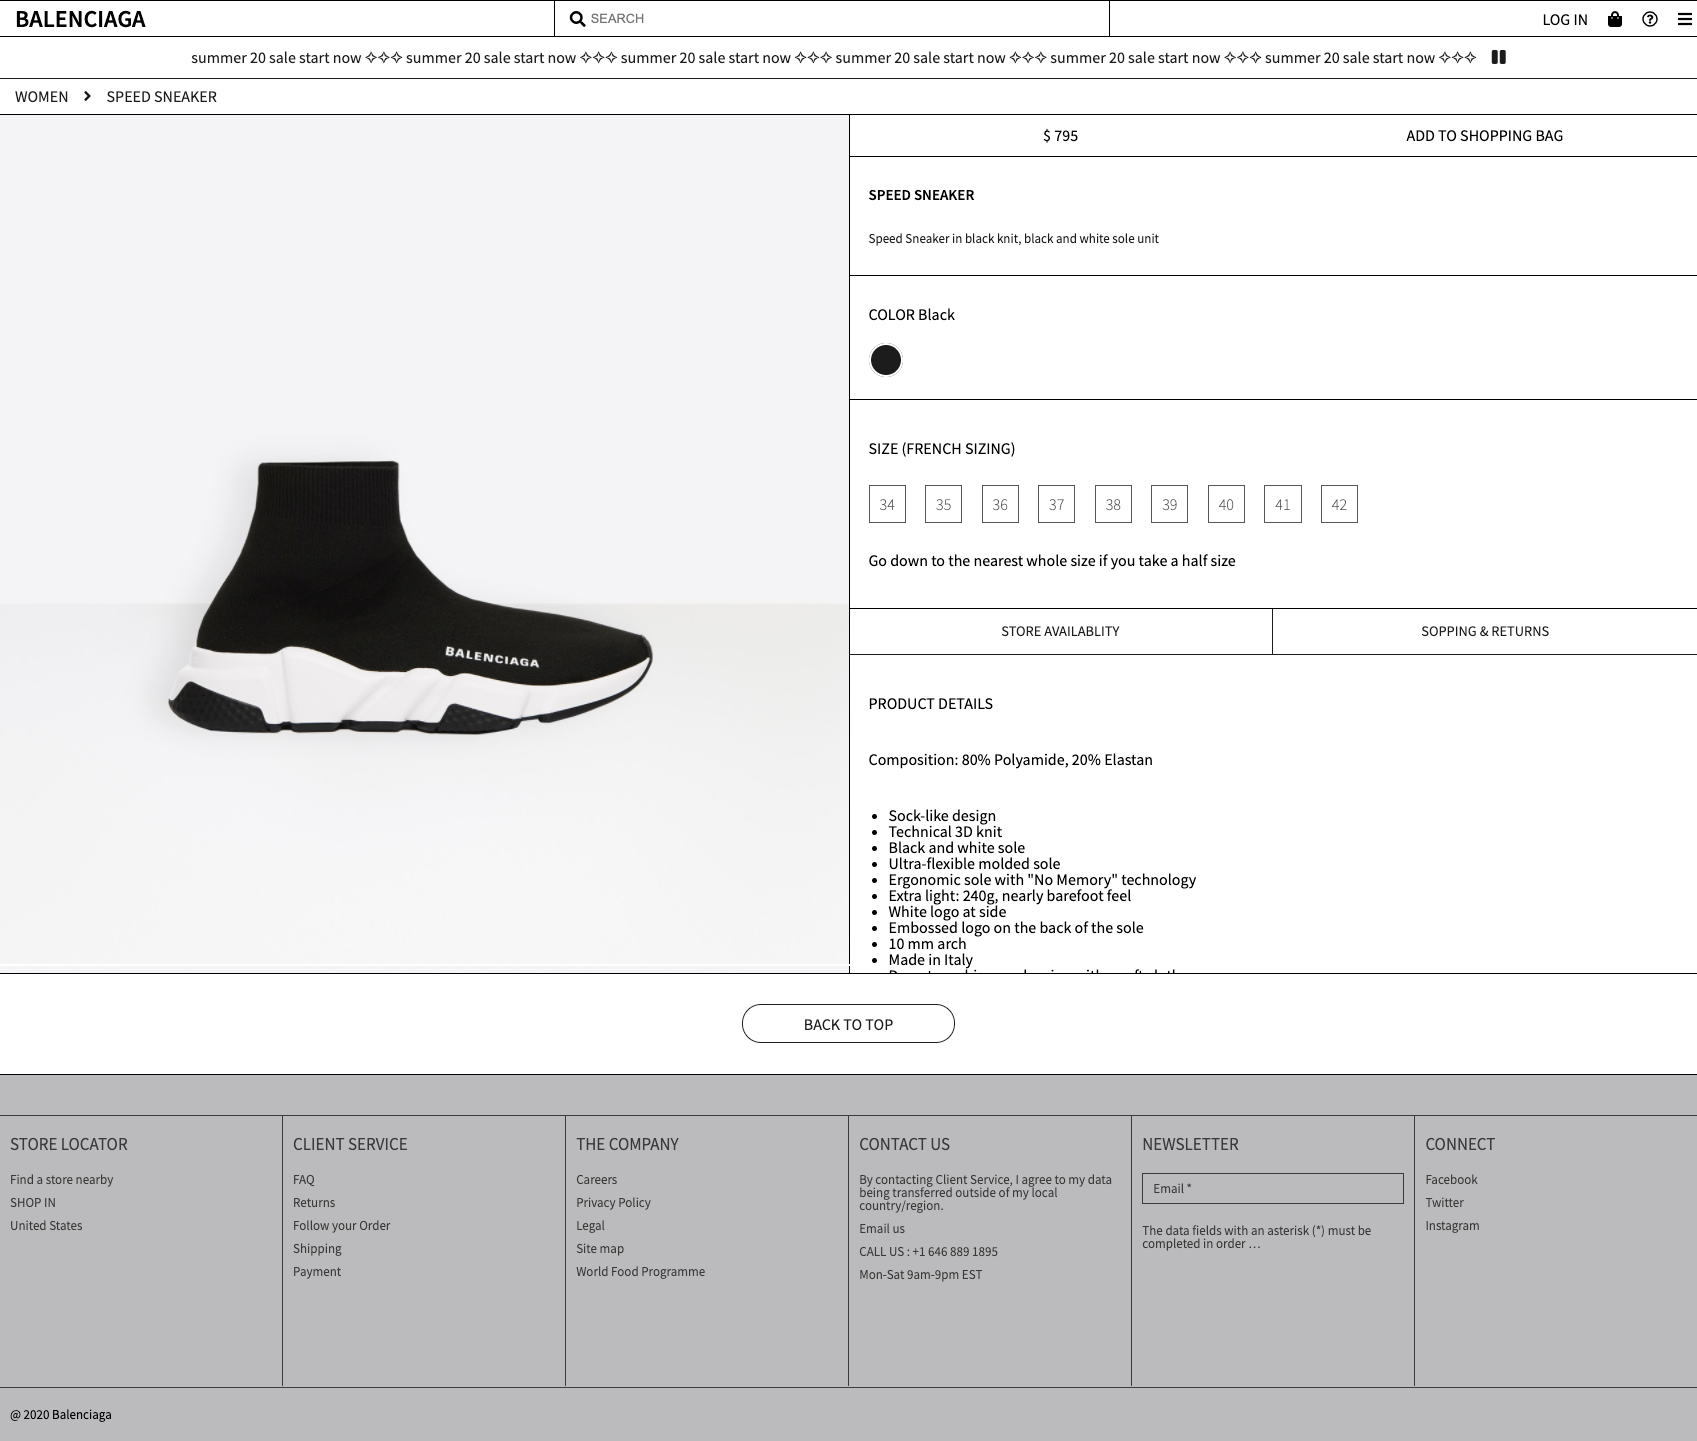 BALENCIAGA
SEARCH
LOG IN
summer 20 sale start now ✧✧✧ summer 20 sale start now ✧✧✧ summer 20 sale start now ✧✧✧ summer 20 sale start now ✧✧✧ summer 20 sale start now ✧✧✧ summer 20 sale start now ✧✧✧
WOMEN
SPEED SNEAKER
$ 795
ADD TO SHOPPING BAG
SPEED SNEAKER
Speed Sneaker in black knit, black and white sole unit
COLOR Black
SIZE (FRENCH SIZING)
34 35 36 37 38 39 40 41 42
Go down to the nearest whole size if you take a half size
STORE AVAILABLITY
SOPPING & RETURNS
BALENCIAGA
PRODUCT DETAILS
Composition: 80% Polyamide, 20% Elastan
• Sock-like design
• Technical 3D knit
• Black and white sole
• Ultra-flexible molded sole
• Ergonomic sole with "No Memory" technology
• Extra light: 240g, nearly barefoot feel
• White logo at side
• Embossed logo on the back of the sole
• 10 mm arch
• Made in Italy
BACK TO TOP
STORE LOCATOR
Find a store nearby
SHOP IN
United States
CLIENT SERVICE
FAQ
Returns
Follow your Order
Shipping
Payment
THE COMPANY
Careers
Privacy Policy
Legal
Site map
World Food Programme
CONTACT US
By contacting Client Service, I agree to my data
being transferred outside of my local
country/region.
Email us
CALL US : +1 646 889 1895
Mon-Sat 9am-9pm EST
NEWSLETTER
Email *
The data fields with an asterisk (*) must be
completed in order …
CONNECT
Facebook
Twitter
Instagram
@ 2020 Balenciaga